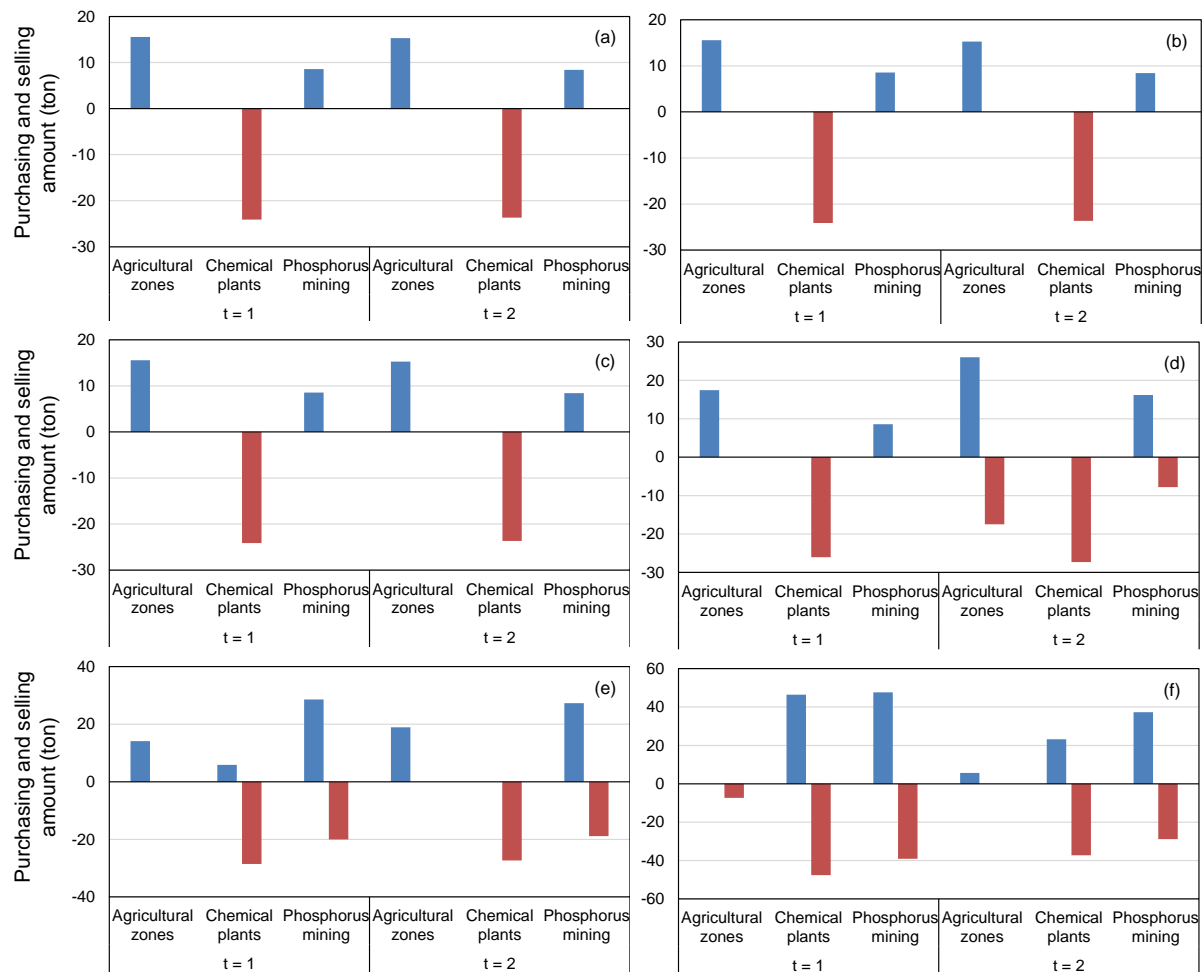 Purchasing and selling
amount (ton)
20
10
0
-10
-20
-30
(a)
Agricultural zones
Chemical plants
Phosphorus mining
Agricultural zones
Chemical plants
Phosphorus mining
t = 1
t = 2
20
10
0
-10
-20
-30
(b)
Agricultural zones
Chemical plants
Phosphorus mining
Agricultural zones
Chemical plants
Phosphorus mining
t = 1
t = 2
Purchasing and selling
amount (ton)
20
10
0
-10
-20
-30
(c)
Agricultural zones
Chemical plants
Phosphorus mining
Agricultural zones
Chemical plants
Phosphorus mining
t = 1
t = 2
30
20
10
0
-10
-20
-30
(d)
Agricultural zones
Chemical plants
Phosphorus mining
Agricultural zones
Chemical plants
Phosphorus mining
t = 1
t = 2
Purchasing and selling
amount (ton)
40
20
0
-20
-40
(e)
Agricultural zones
Chemical plants
Phosphorus mining
Agricultural zones
Chemical plants
Phosphorus mining
t = 1
t = 2
60
40
20
0
-20
-40
-60
(f)
Agricultural zones
Chemical plants
Phosphorus mining
Agricultural zones
Chemical plants
Phosphorus mining
t = 1
t = 2